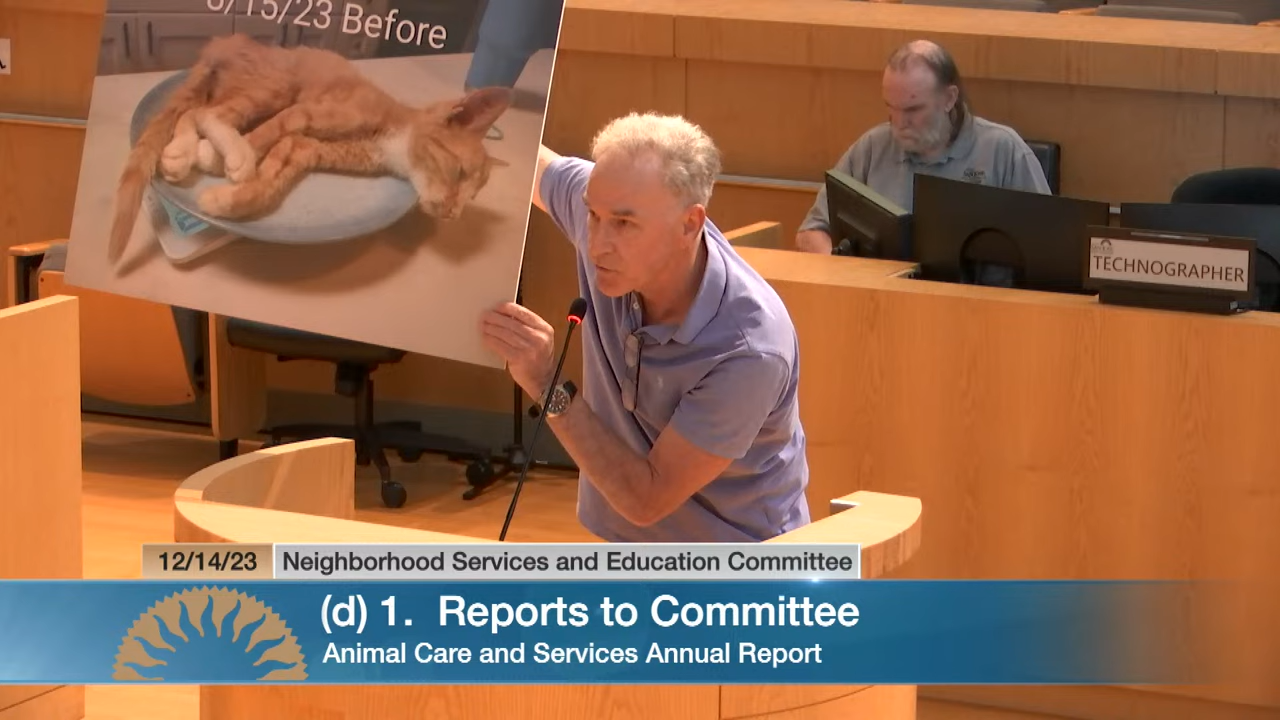 Before
TECHNOGRAPHER
12/14/23 Neighborhood Services and Education Committee
(d) 1. Reports to Committee
Animal Care and Services Annual Report